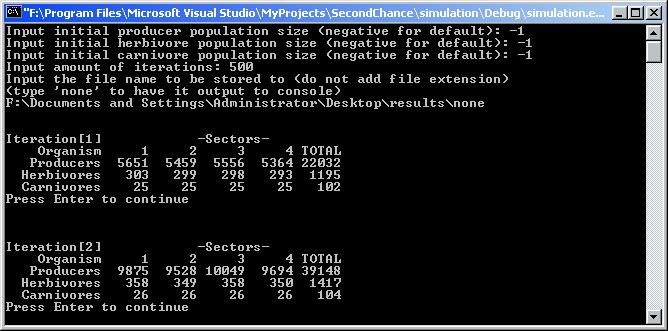 "F:\Program Files\Microsoft Visual Studio\MyProjects\SecondChance\simulation\Debug\simulation.e...
Input initial producer population size (negative for default): -1
Input initial herbivore population size (negative for default): -1
Input initial carnivore population size (negative for default): -1
Input amount of iterations: 500
Input the file name to be stored to (do not add file extension)
(type 'none' to have it output to console)
F:\Documents and Settings\Administrator\Desktop\results\none
Iteration[1] -Sectors-
Organism 1 2 3 4 TOTAL
Producers 5651 5459 5556 5364 22032
Herbivores 303 299 298 293 1195
Carnivores 25 25 25 25 102
Press Enter to continue
Iteration[2] -Sectors-
Organism 1 2 3 4 TOTAL
Producers 9875 9528 10049 9694 39148
Herbivores 358 349 358 350 1417
Carnivores 26 26 26 26 104
Press Enter to continue